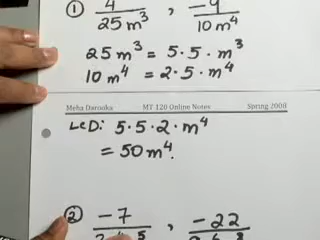 ① 4/25m³ , -9/10m⁴
25m³ = 5·5·m³
10m⁴ = 2·5·m⁴
Meha Darooka MT 120 Online Notes Spring 2008
LCD: 5·5·2·m⁴
= 50m⁴.
② -7 , -22